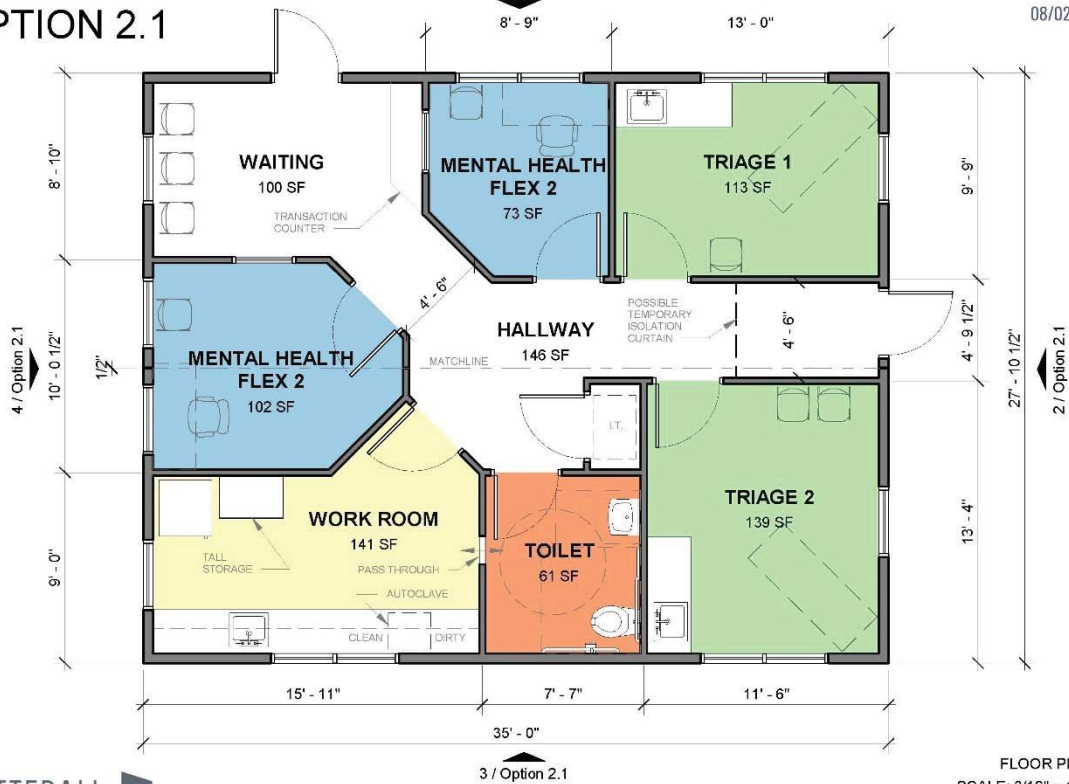 PTION 2.1
08/02
8' - 9"
13' - 0"
8' - 10"
WAITING
100 SF
TRANSACTION
COUNTER
MENTAL HEALTH
FLEX 2
73 SF
TRIAGE 1
113 SF
9' - 9"
4' - 6"
HALLWAY
146 SF
MATCHLINE
POSSIBLE
TEMPORARY
ISOLATION
CURTAIN
4' - 6"
4' - 9 1/2"
27' - 10 1/2"
2 / Option 2.1
4 / Option 2.1
10' - 0 1/2"
1/2"
MENTAL HEALTH
FLEX 2
102 SF
I.T.
WORK ROOM
141 SF
TALL
STORAGE
PASS THROUGH
AUTOCLAVE
CLEAN
DIRTY
9' - 0"
TOILET
61 SF
TRIAGE 2
139 SF
13' - 4"
15' - 11"
7' - 7"
11' - 6"
35' - 0"
3 / Option 2.1
FLOOR PL